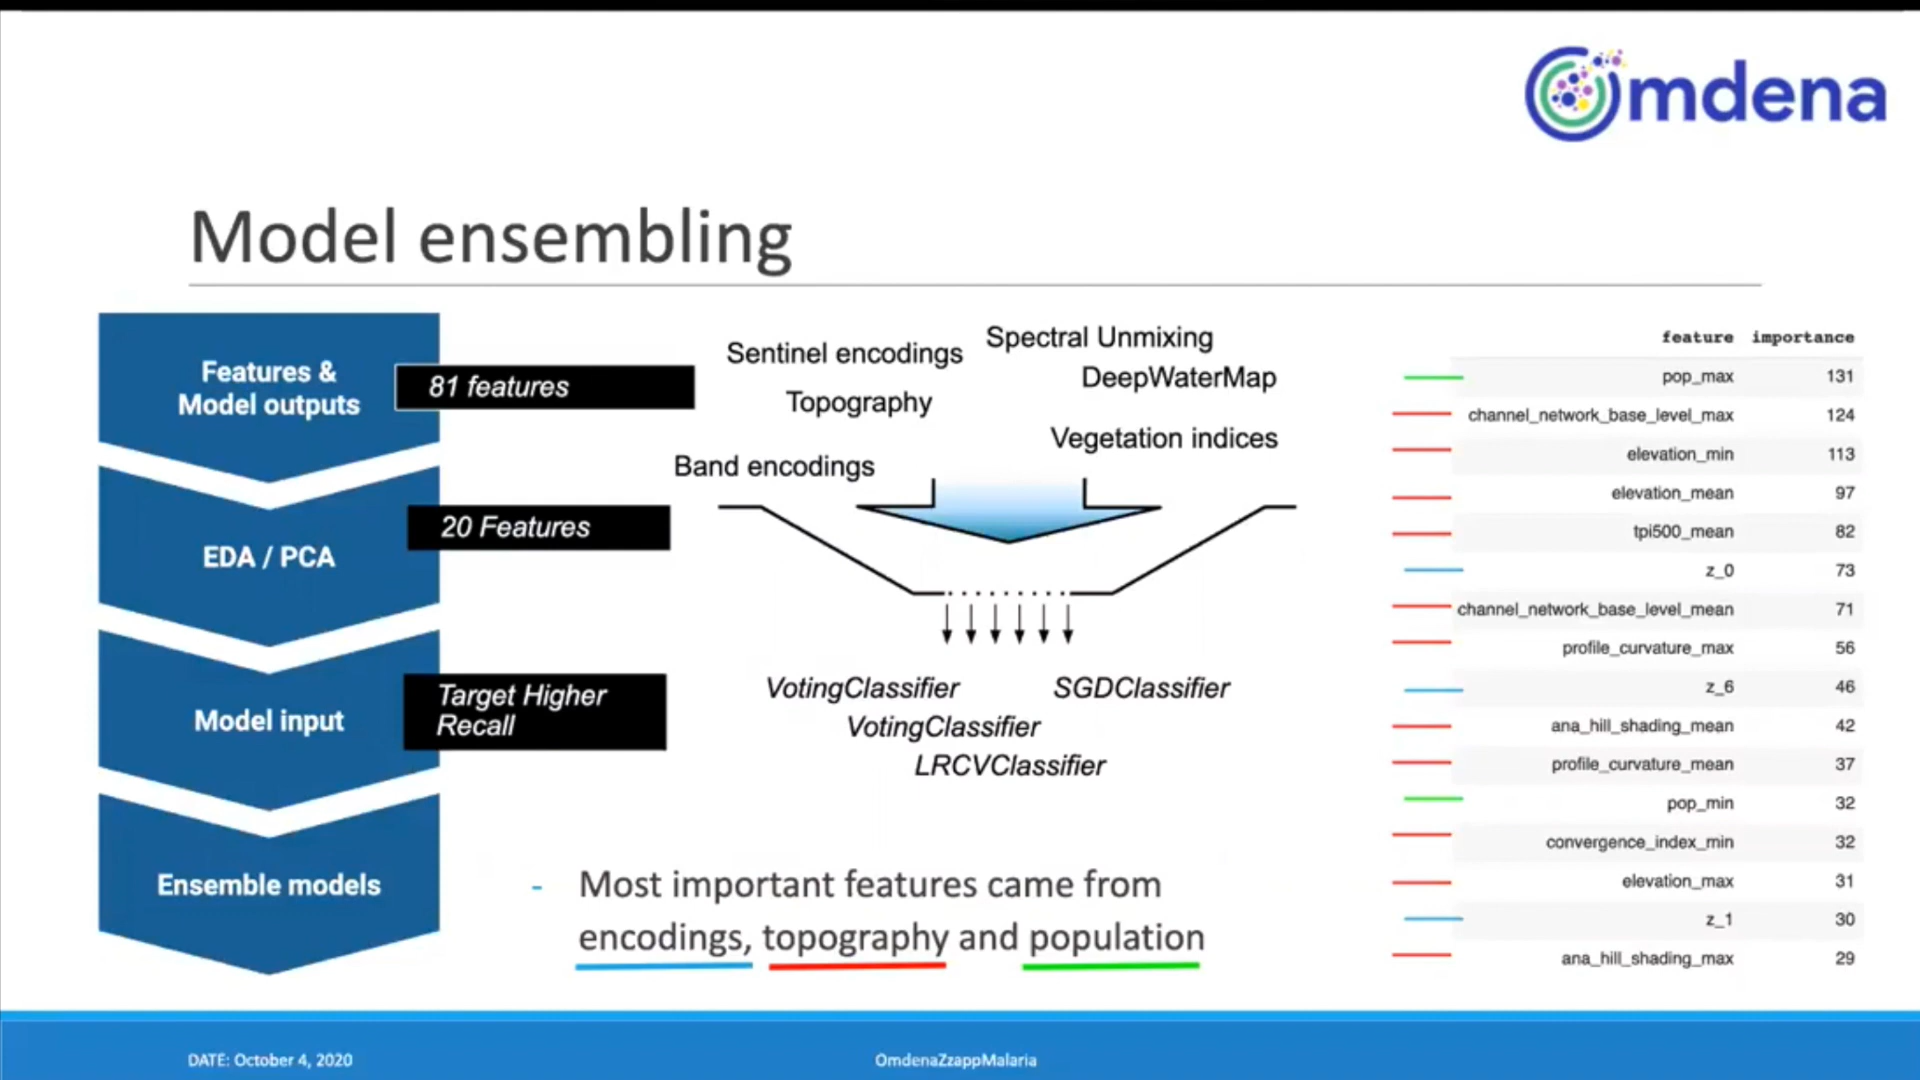 Omdena
Model ensembling
Features &
Model outputs
81 features
EDA / PCA
20 Features
Model input
Target Higher
Recall
Ensemble models
Sentinel encodings
Spectral Unmixing
DeepWaterMap
Topography
Vegetation indices
Band encodings
VotingClassifier
SGDClassifier
VotingClassifier
LRCVClassifier
- Most important features came from
encodings, topography and population
feature importance
pop_max 131
channel_network_base_level_max 124
elevation_min 113
elevation_mean 97
tpi500_mean 82
z_0 73
channel_network_base_level_mean 71
profile_curvature_max 56
z_6 46
ana_hill_shading_mean 42
profile_curvature_mean 37
pop_min 32
convergence_index_min 32
elevation_max 31
z_1 30
ana_hill_shading_max 29
DATE: October 4, 2020
OmdenaZzappMalaria